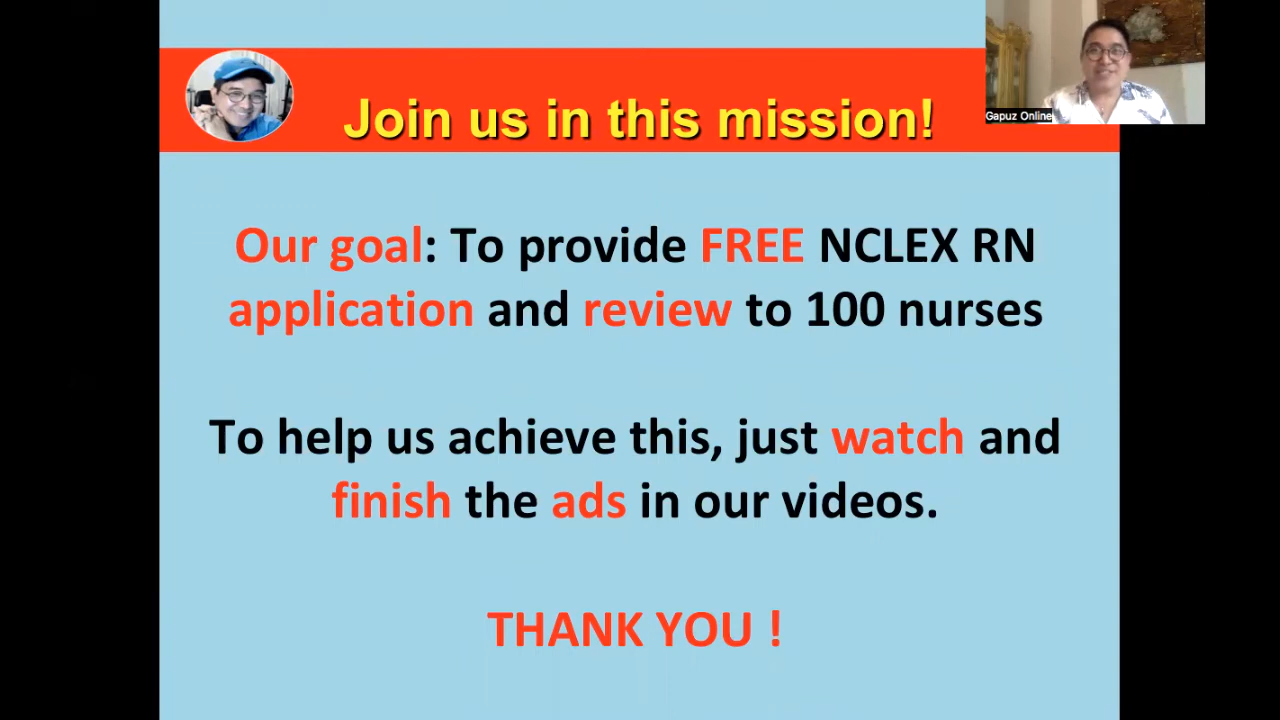 Join us in this mission!
Gapuz Online
Our goal: To provide FREE NCLEX RN
application and review to 100 nurses
To help us achieve this, just watch and
finish the ads in our videos.
THANK YOU !